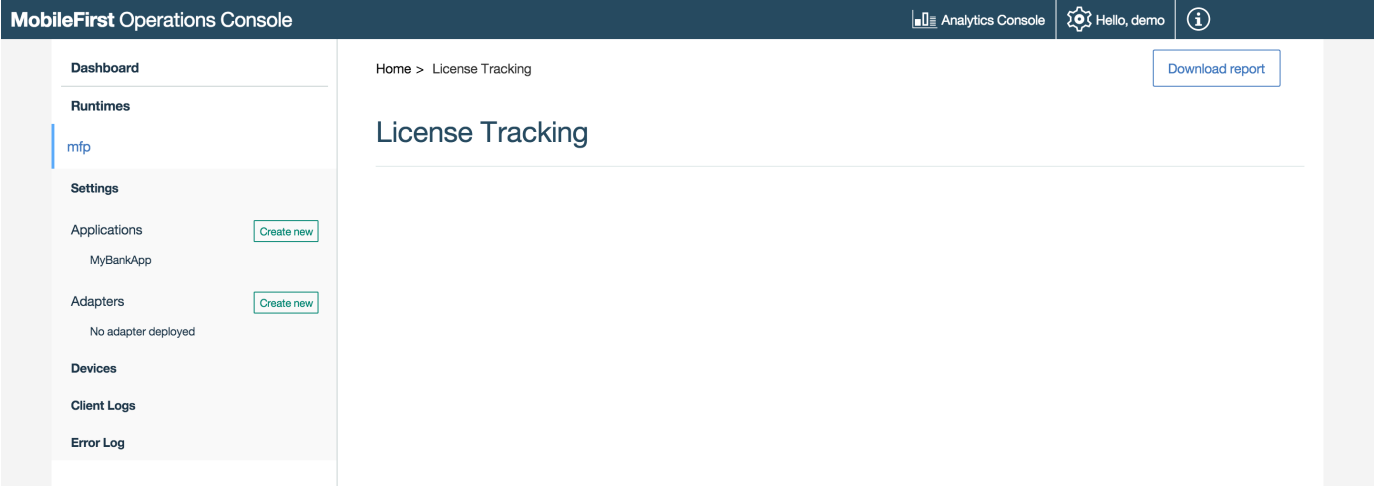 MobileFirst Operations Console
Analytics Console
Hello, demo
Dashboard
Runtimes
mfp
Settings
Applications
Create new
MyBankApp
Adapters
Create new
No adapter deployed
Devices
Client Logs
Error Log
Home > License Tracking
Download report
License Tracking